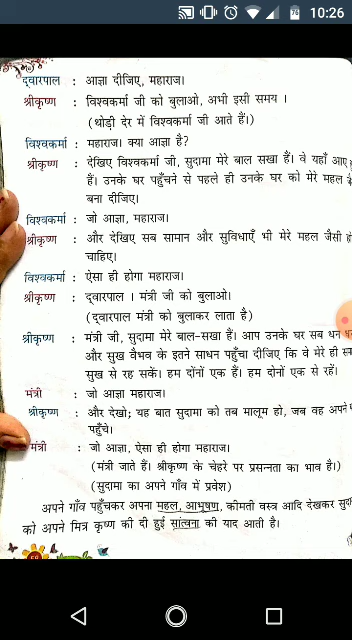 10:26
द्वारपाल : आज्ञा दीजिए, महाराज।
श्रीकृष्ण : विश्वकर्मा जी को बुलाओ, अभी इसी समय ।
(थोड़ी देर में विश्वकर्मा जी आते हैं।)
विश्वकर्मा : महाराज। क्या आज्ञा है?
श्रीकृष्ण : देखिए विश्वकर्मा जी, सुदामा मेरे बाल सखा हैं। वे यहाँ आए
हैं। उनके घर पहुँचने से पहले ही उनके घर को मेरे महल
बना दीजिए।
विश्वकर्मा : जो आज्ञा, महाराज।
श्रीकृष्ण : और देखिए सब सामान और सुविधाएँ भी मेरे महल जैसी
चाहिए।
विश्वकर्मा : ऐसा ही होगा महाराज।
श्रीकृष्ण : द्वारपाल । मंत्री जी को बुलाओ।
(द्वारपाल मंत्री को बुलाकर लाता है)
श्रीकृष्ण : मंत्री जी, सुदामा मेरे बाल-सखा हैं। आप उनके घर सब धन
और सुख वैभव के इतने साधन पहुँचा दीजिए कि वे मेरे ही
सुख से रह सकें। हम दोंनों एक हैं। हम दोनों एक से रहें।
मंत्री : जो आज्ञा महाराज।
श्रीकृष्ण : और देखो; यह बात सुदामा को तब मालूम हो, जब वह अपने
पहुँचे।
मंत्री : जो आज्ञा, ऐसा ही होगा महाराज।
(मंत्री जाते हैं। श्रीकृष्ण के चेहरे पर प्रसन्नता का भाव है।)
(सुदामा का अपने गाँव में प्रवेश)
अपने गाँव पहुँचकर अपना महल, आभूषण, कीमती वस्त्र आदि देखकर
को अपने मित्र कृष्ण की दी हुई सांत्वना की याद आती है।